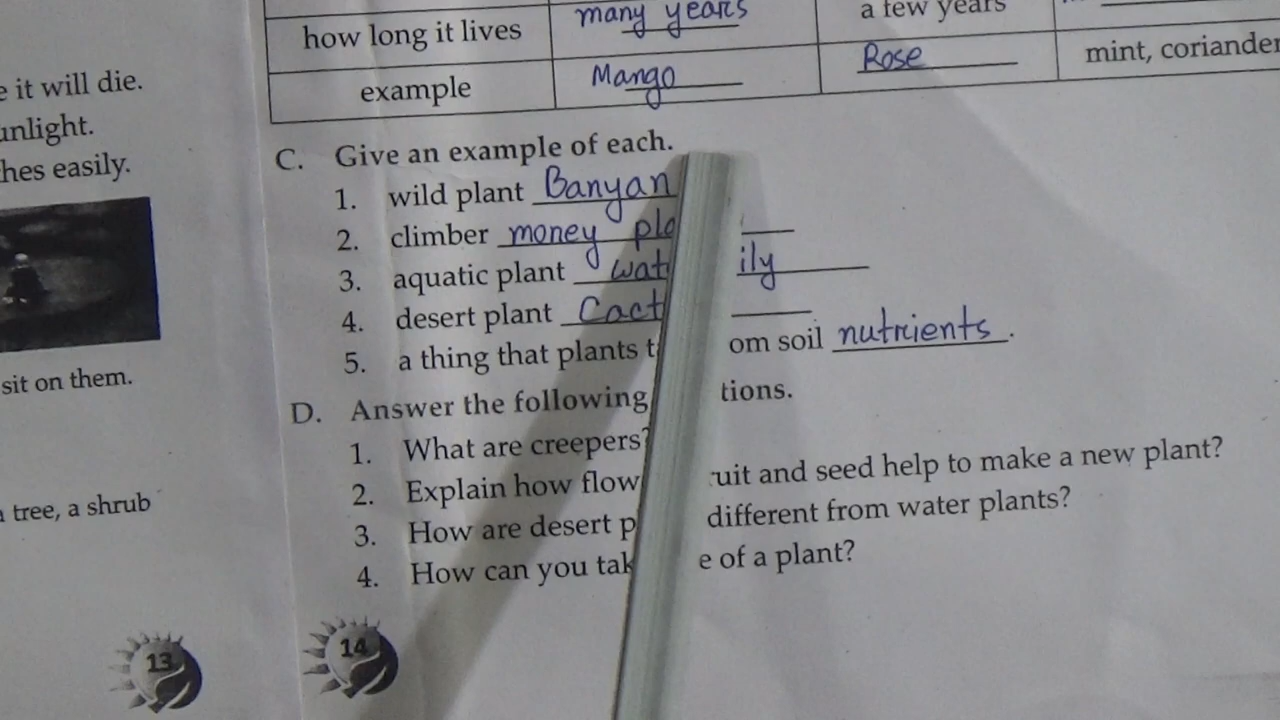 e it will die.
unlight.
hes easily.
sit on them.
tree, a shrub
13
how long it lives many years a few years
example Mango Rose mint, coriander
C. Give an example of each.
1. wild plant Banyan
2. climber money pla
3. aquatic plant wat ily
4. desert plant Cact
5. a thing that plants t om soil nutrients.
D. Answer the following tions.
1. What are creepers?
2. Explain how flow ruit and seed help to make a new plant?
3. How are desert p different from water plants?
4. How can you tak e of a plant?
14